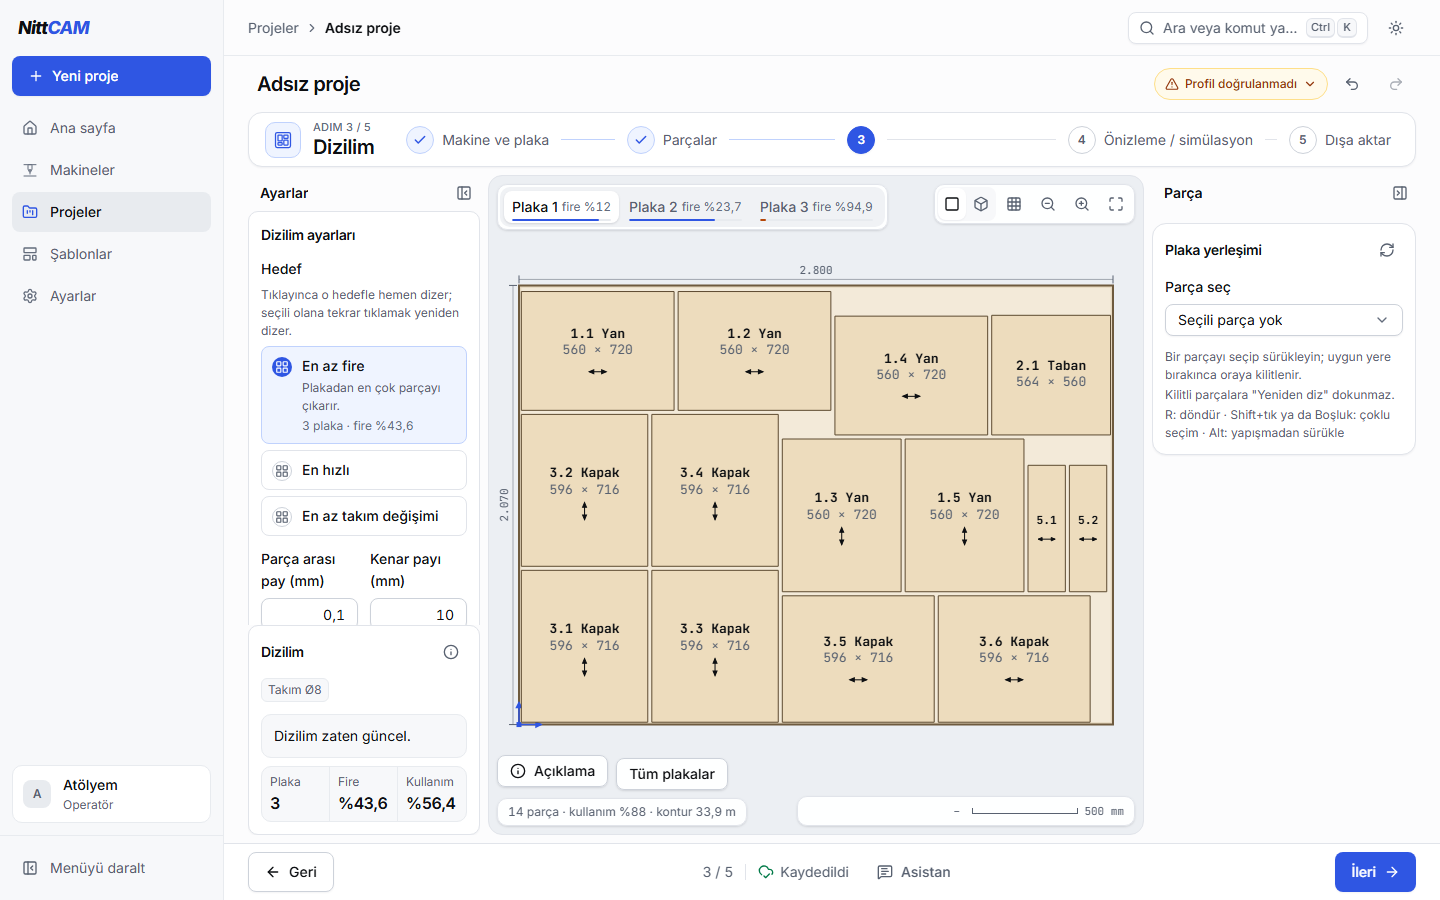 NittCAM
Yeni proje
Ana sayfa
Makineler
Projeler
Şablonlar
Ayarlar
A
Atölyem
Operatör
Menüyü daralt
Projeler
Adsız proje
Ara veya komut ya...
Ctrl
K
Adsız proje
Profil doğrulanmadı
ADIM 3 / 5
Dizilim
Makine ve plaka
Parçalar
3
4
Önizleme / simülasyon
5
Dışa aktar
Ayarlar
Dizilim ayarları
Hedef
Tıklayınca o hedefle hemen dizer;
seçili olana tekrar tıklamak yeniden
dizer.
En az fire
Plakadan en çok parçayı
çıkarır.
3 plaka · fire %43,6
En hızlı
En az takım değişimi
Parça arası
pay (mm)
Kenar payı
(mm)
0,1
10
Dizilim
Takım Ø8
Dizilim zaten güncel.
Plaka
3
Fire
%43,6
Kullanım
%56,4
Plaka 1 fire %12
Plaka 2 fire %23,7
Plaka 3 fire %94,9
2.800
2.070
1.1 Yan
560 × 720
1.2 Yan
560 × 720
1.4 Yan
560 × 720
2.1 Taban
564 × 560
3.2 Kapak
596 × 716
3.4 Kapak
596 × 716
1.3 Yan
560 × 720
1.5 Yan
560 × 720
5.1
5.2
3.1 Kapak
596 × 716
3.3 Kapak
596 × 716
3.5 Kapak
596 × 716
3.6 Kapak
596 × 716
Açıklama
Tüm plakalar
14 parça · kullanım %88 · kontur 33,9 m
–
500 mm
Parça
Plaka yerleşimi
Parça seç
Seçili parça yok
Bir parçayı seçip sürükleyin; uygun yere
bırakınca oraya kilitlenir.
Kilitli parçalara "Yeniden diz" dokunmaz.
R: döndür · Shift+tık ya da Boşluk: çoklu
seçim · Alt: yapışmadan sürükle
Geri
3 / 5
Kaydedildi
Asistan
İleri